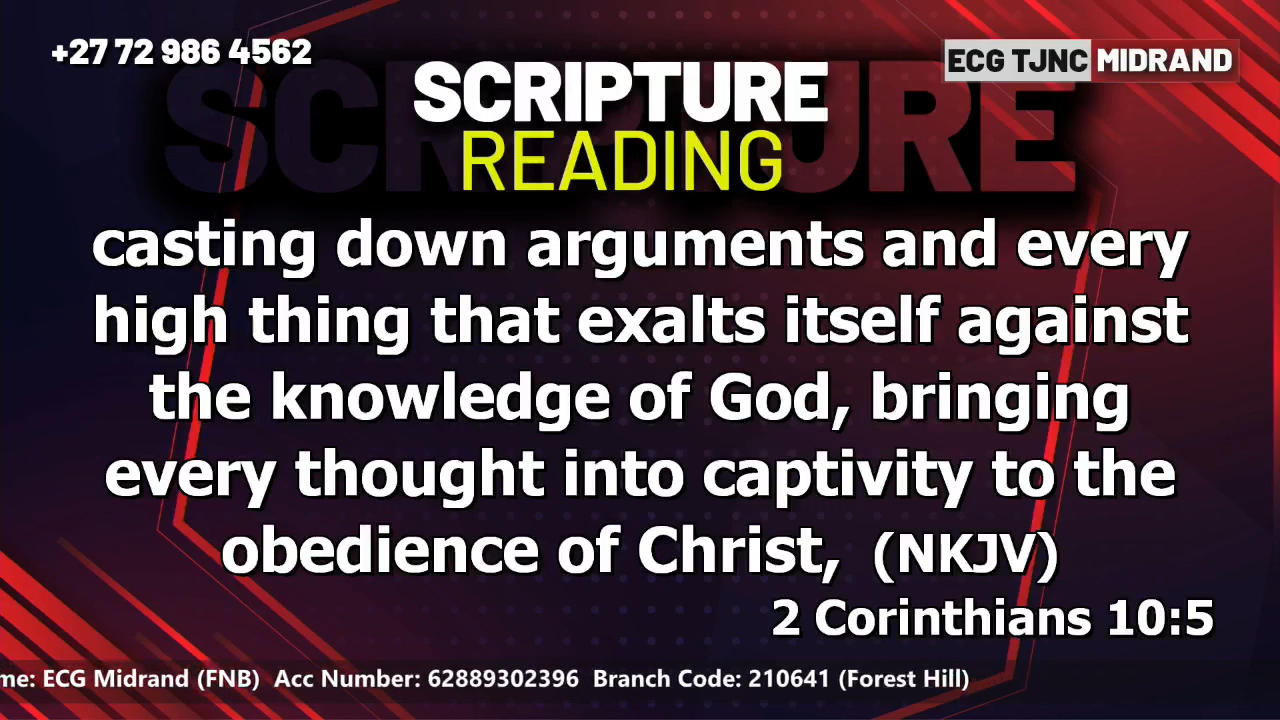 +27 72 986 4562
ECG TJNC MIDRAND
SCRIPTURE
SCRIPTURE
READING
casting down arguments and every
high thing that exalts itself against
the knowledge of God, bringing
every thought into captivity to the
obedience of Christ, (NKJV)
2 Corinthians 10:5
me: ECG Midrand (FNB) Acc Number: 62889302396 Branch Code: 210641 (Forest Hill)